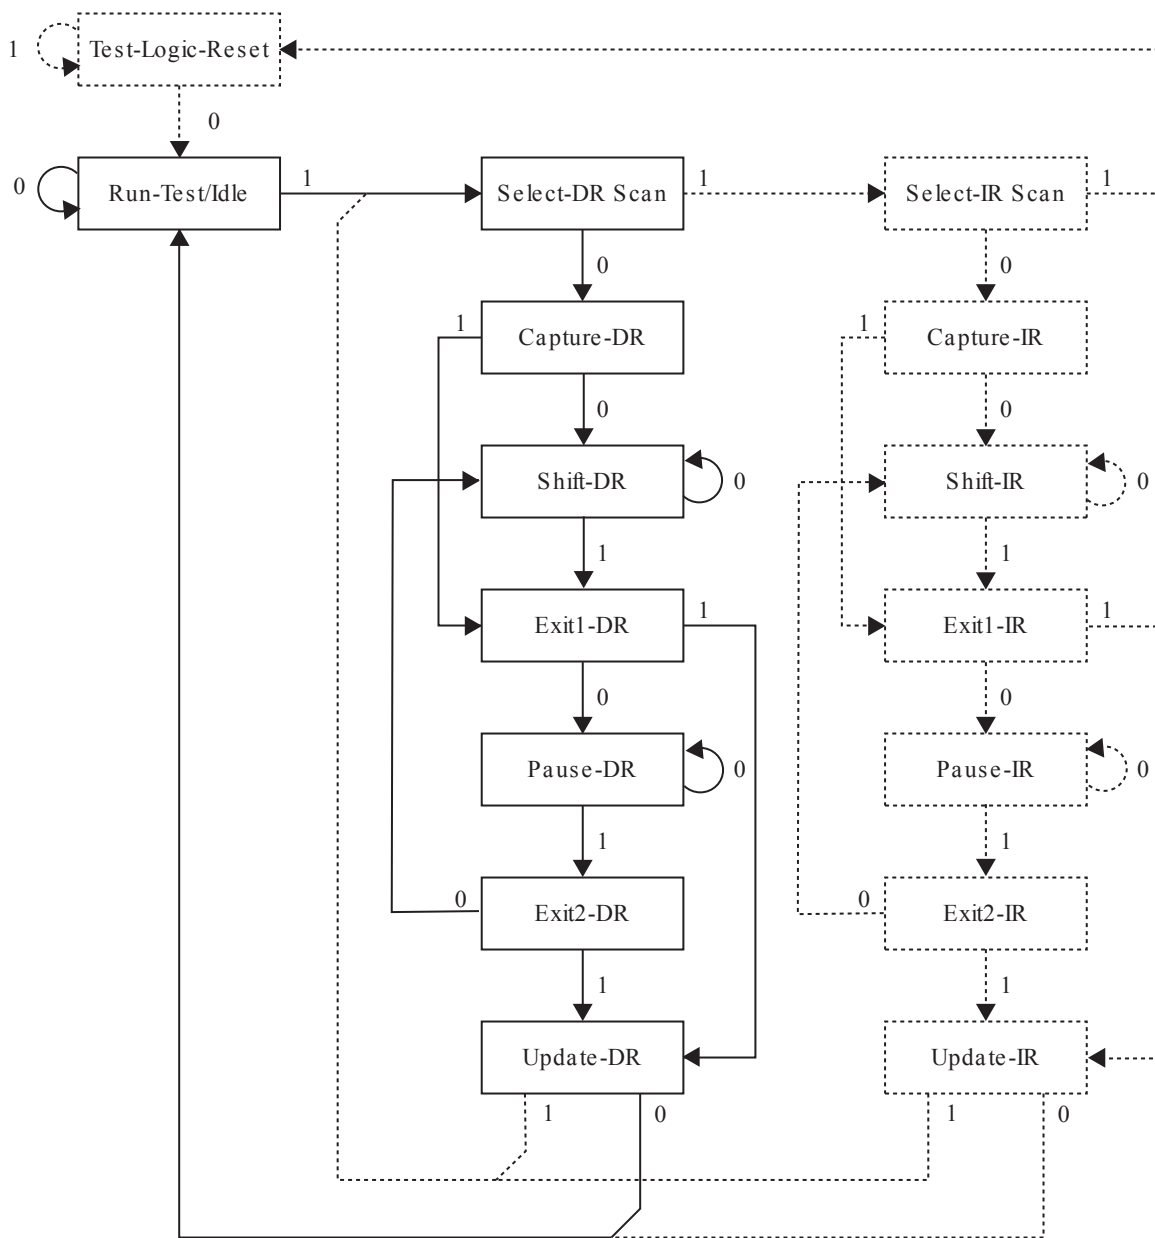 1
Test-Logic-Reset
0
0
Run-Test/Idle
1
Select-DR Scan
1
Select-IR Scan
1
0
0
1
Capture-DR
1
Capture-IR
0
0
Shift-DR
0
Shift-IR
0
1
1
Exit1-DR
1
Exit1-IR
1
0
0
Pause-DR
0
Pause-IR
0
1
1
0
Exit2-DR
0
Exit2-IR
1
1
Update-DR
Update-IR
1
0
1
0